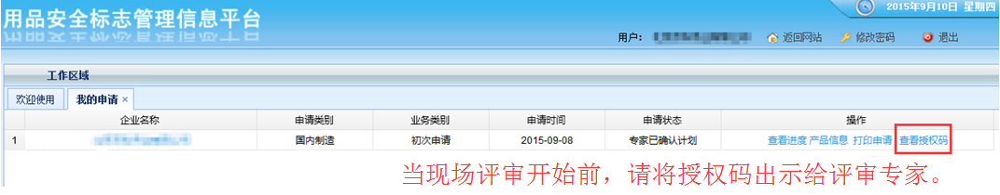 2015年9月10日 星期四
用品安全标志管理信息平台
用户： 返回网站 修改密码 退出
工作区域
欢迎使用 我的申请 ×
企业名称 申请类别 业务类别 申请时间 申请状态 操作
1 国内制造 初次申请 2015-09-08 专家已确认计划 查看进度 产品信息 打印申请 查看授权码
当现场评审开始前，请将授权码出示给评审专家。